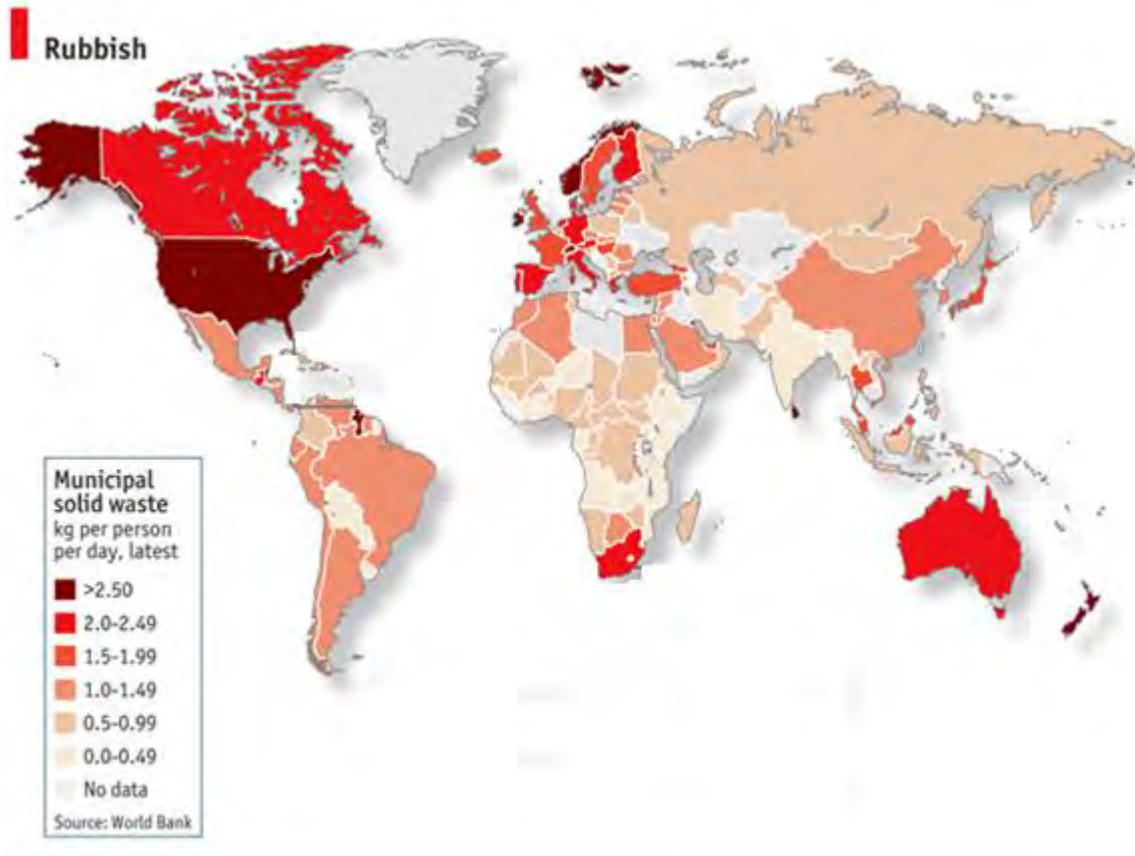 Rubbish
Municipal
solid waste
kg per person
per day, latest
>2.50
2.0-2.49
1.5-1.99
1.0-1.49
0.5-0.99
0.0-0.49
No data
Source: World Bank